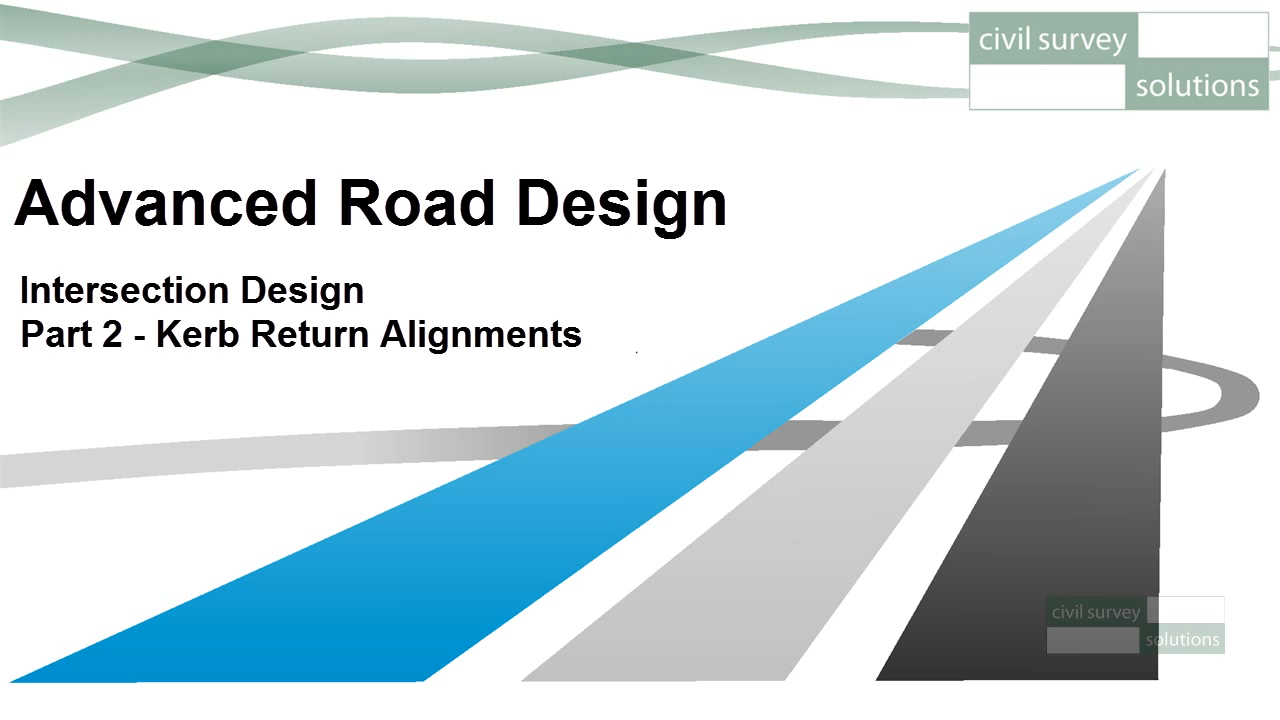 civil survey
solutions
Advanced Road Design
Intersection Design
Part 2 - Kerb Return Alignments
civil survey
solutions